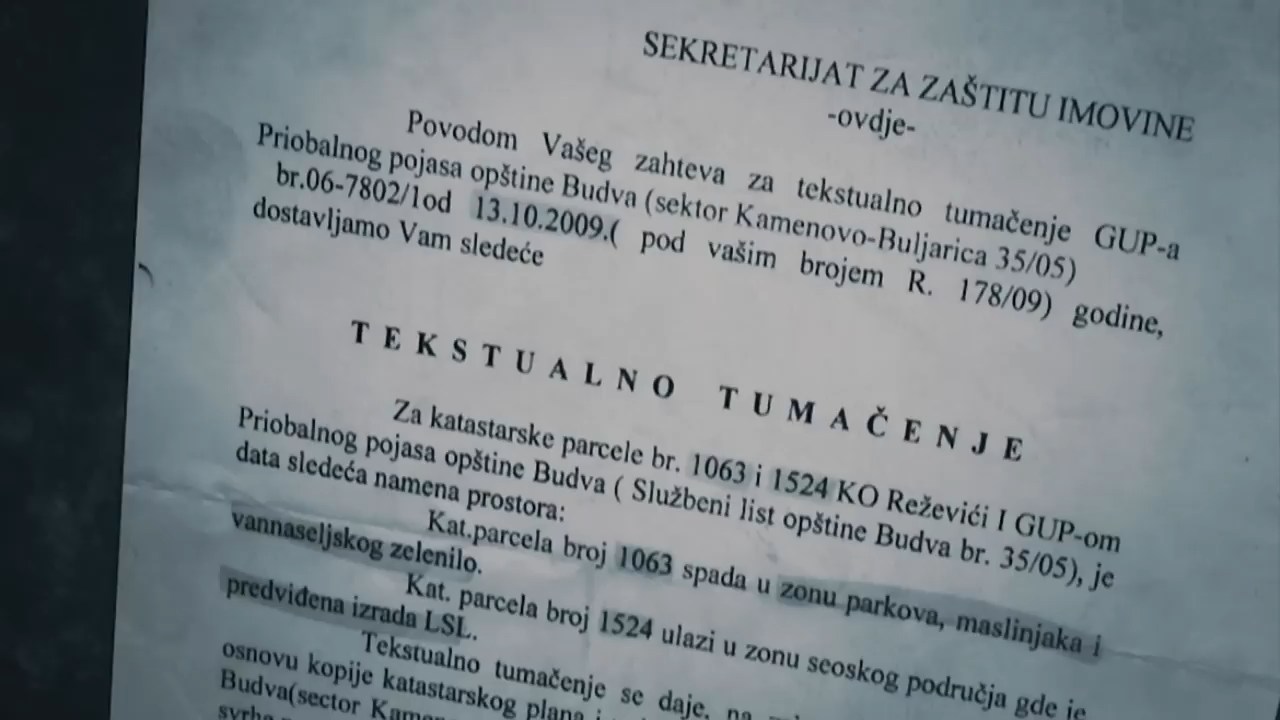 SEKRETARIJAT ZA ZAŠTITU IMOVINE
-ovdje-
Povodom Vašeg zahteva za tekstualno tumačenje GUP-a
Priobalnog pojasa opštine Budva (sektor Kamenovo-Buljarica 35/05)
br.06-7802/1od 13.10.2009.( pod vašim brojem R. 178/09) godine,
dostavljamo Vam sledeće
TEKSTUALNO TUMAČENJE
Za katastarske parcele br. 1063 i 1524 KO Reževići I GUP-om
Priobalnog pojasa opštine Budva ( Službeni list opštine Budva br. 35/05), je
data sledeća namena prostora:
Kat.parcela broj 1063 spada u zonu parkova, maslinjaka i
vannaseljskog zelenilo.
Kat. parcela broj 1524 ulazi u zonu seoskog područja gde je
predviđena izrada LSL.
Tekstualno tumačenje se daje, na
osnovu kopije katastarskog plana i
Budva(sector